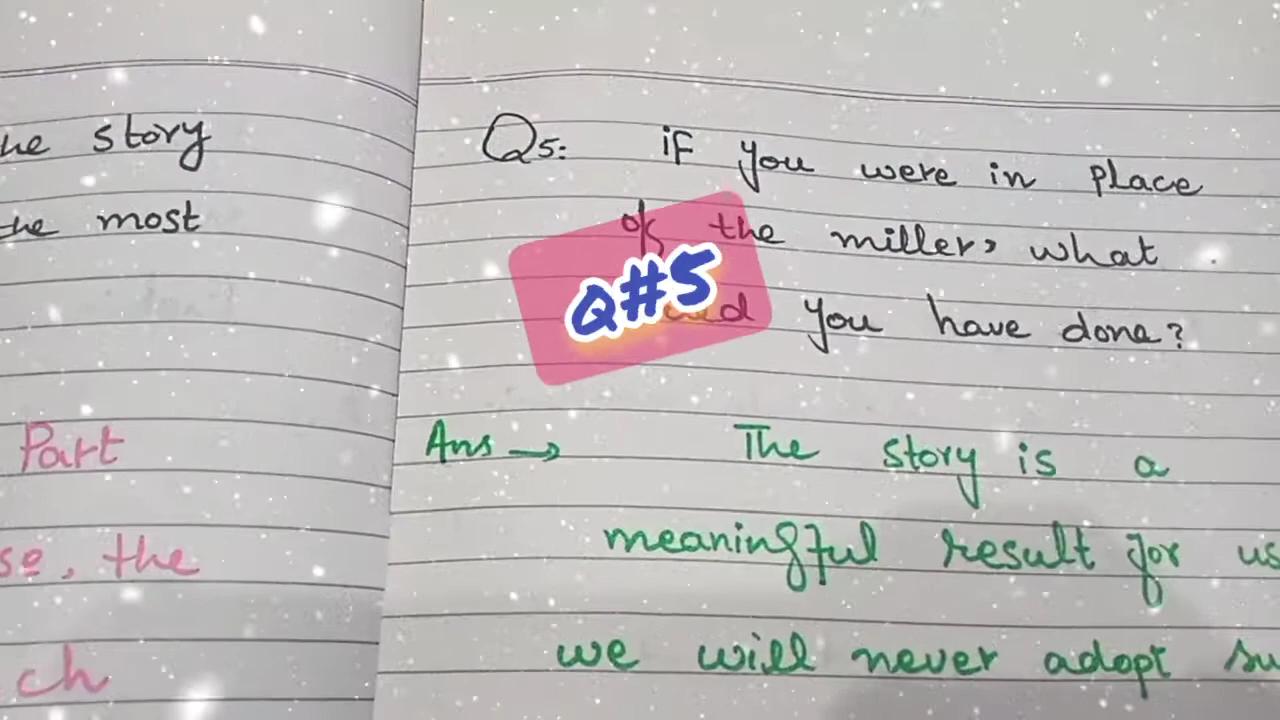 he story
the most
Part
se, the
ch
Q5: if you were in place
of the miller, what
you have done?
Q#5
Ans → The story is a
meaningful result for us
we will never adopt su